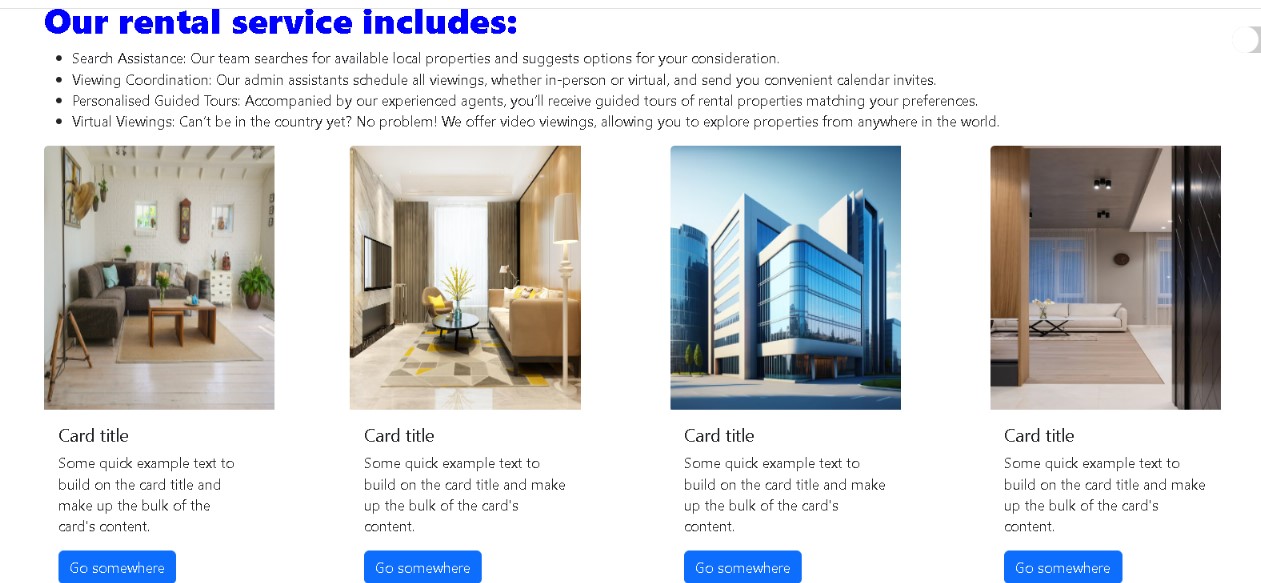 Our rental service includes:
Search Assistance: Our team searches for available local properties and suggests options for your consideration.
Viewing Coordination: Our admin assistants schedule all viewings, whether in-person or virtual, and send you convenient calendar invites.
Personalised Guided Tours: Accompanied by our experienced agents, you’ll receive guided tours of rental properties matching your preferences.
Virtual Viewings: Can’t be in the country yet? No problem! We offer video viewings, allowing you to explore properties from anywhere in the world.
Card title
Some quick example text to
build on the card title and
make up the bulk of the
card's content.
Go somewhere
Card title
Some quick example text to
build on the card title and make
up the bulk of the card's
content.
Go somewhere
Card title
Some quick example text to
build on the card title and make
up the bulk of the card's
content.
Go somewhere
Card title
Some quick example text to
build on the card title and make
up the bulk of the card's
content.
Go somewhere